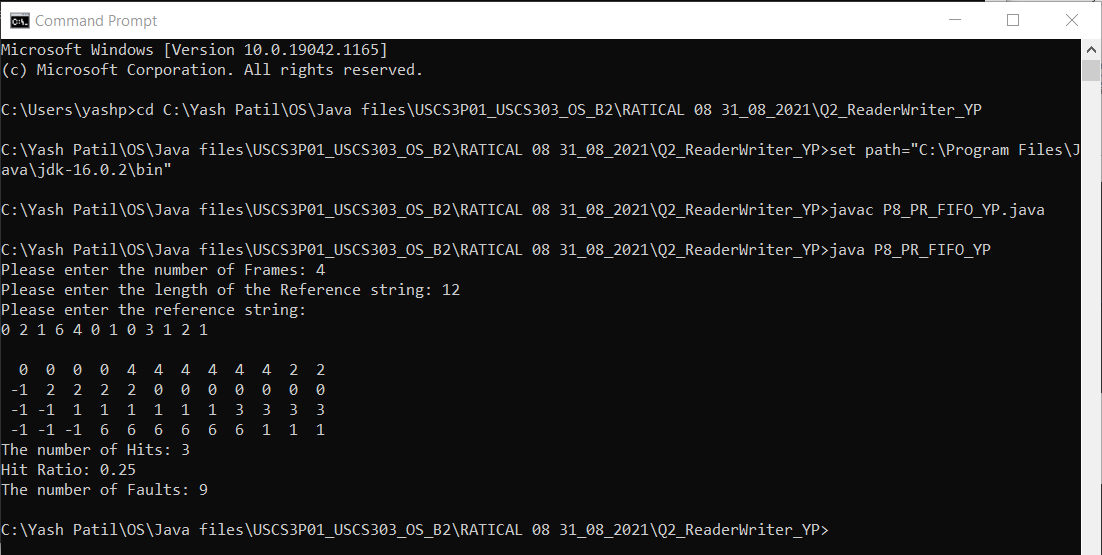 Command Prompt
Microsoft Windows [Version 10.0.19042.1165]
(c) Microsoft Corporation. All rights reserved.
C:\Users\yashp>cd C:\Yash Patil\OS\Java files\USCS3P01_USCS303_OS_B2\RATICAL 08 31_08_2021\Q2_ReaderWriter_YP
C:\Yash Patil\OS\Java files\USCS3P01_USCS303_OS_B2\RATICAL 08 31_08_2021\Q2_ReaderWriter_YP>set path="C:\Program Files\J
ava\jdk-16.0.2\bin"
C:\Yash Patil\OS\Java files\USCS3P01_USCS303_OS_B2\RATICAL 08 31_08_2021\Q2_ReaderWriter_YP>javac P8_PR_FIFO_YP.java
C:\Yash Patil\OS\Java files\USCS3P01_USCS303_OS_B2\RATICAL 08 31_08_2021\Q2_ReaderWriter_YP>java P8_PR_FIFO_YP
Please enter the number of Frames: 4
Please enter the length of the Reference string: 12
Please enter the reference string:
0 2 1 6 4 0 1 0 3 1 2 1
  0  0  0  0  4  4  4  4  4  4  2  2
 -1  2  2  2  2  0  0  0  0  0  0  0
 -1 -1  1  1  1  1  1  1  3  3  3  3
 -1 -1 -1  6  6  6  6  6  6  1  1  1
The number of Hits: 3
Hit Ratio: 0.25
The number of Faults: 9
C:\Yash Patil\OS\Java files\USCS3P01_USCS303_OS_B2\RATICAL 08 31_08_2021\Q2_ReaderWriter_YP>